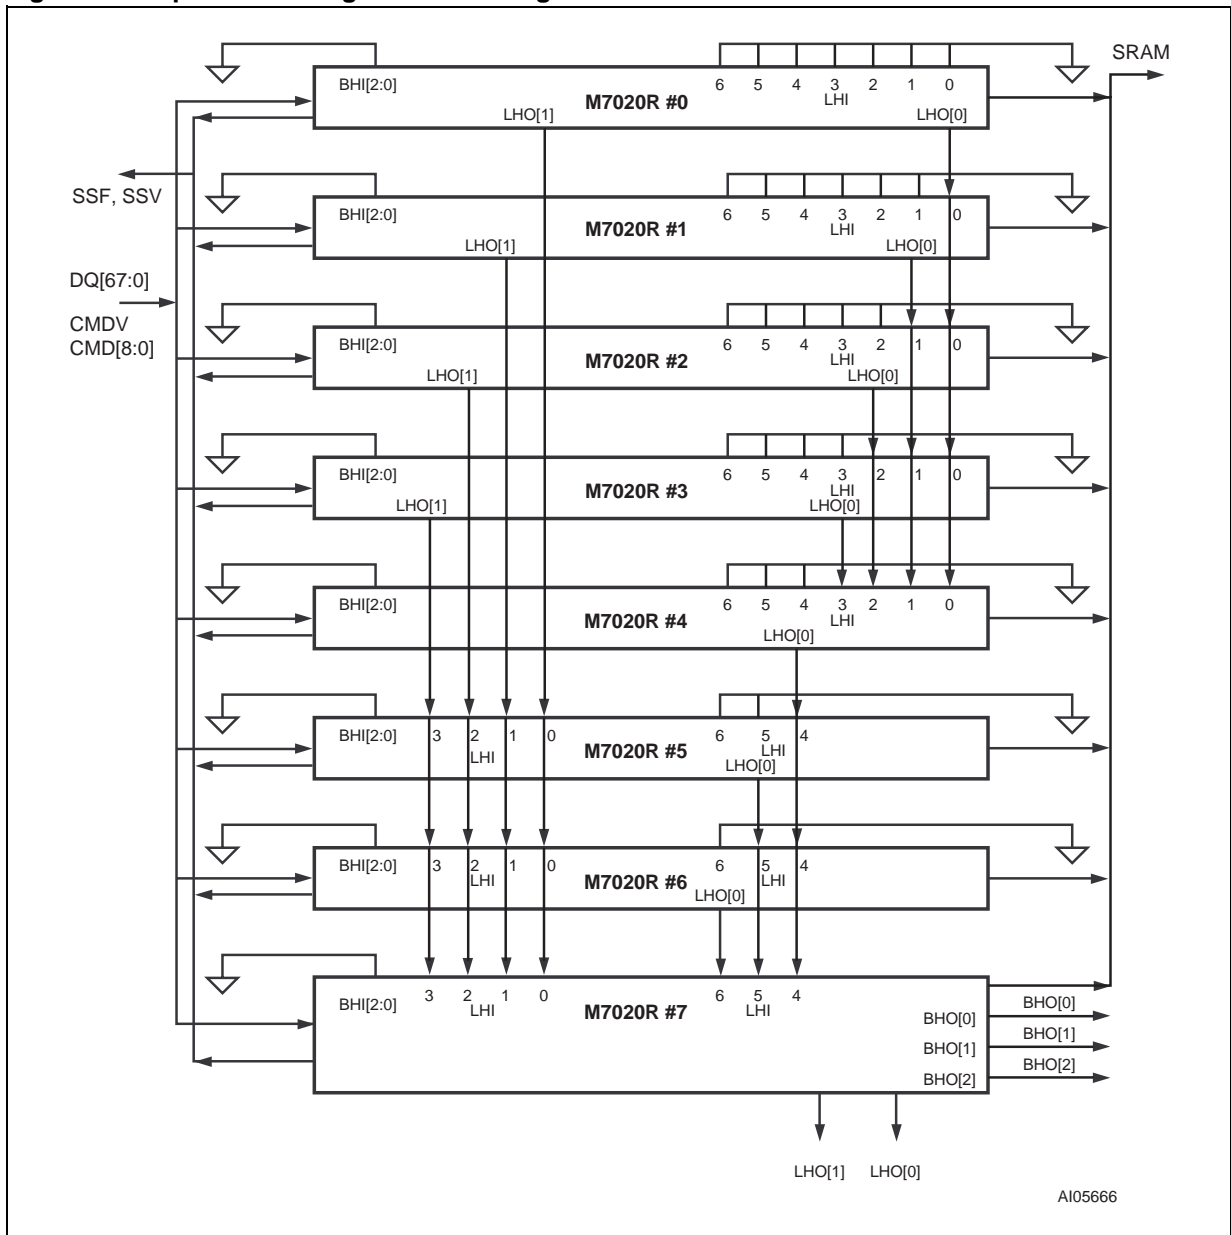 SRAM
BHI[2:0] 6 5 4 3 2 1 0
M7020R #0 LHI
LHO[1] LHO[0]
SSF, SSV
BHI[2:0] 6 5 4 3 2 1 0
M7020R #1 LHI
LHO[1] LHO[0]
DQ[67:0]
CMDV
CMD[8:0]
BHI[2:0] 6 5 4 3 2 1 0
M7020R #2 LHI
LHO[1] LHO[0]
BHI[2:0] 6 5 4 3 2 1 0
M7020R #3 LHI
LHO[1] LHO[0]
BHI[2:0] 6 5 4 3 2 1 0
M7020R #4 LHI
LHO[0]
BHI[2:0] 3 2 1 0 6 5 4
LHI M7020R #5 LHI
LHO[0]
BHI[2:0] 3 2 1 0 6 5 4
LHI M7020R #6 LHI
LHO[0]
BHI[2:0] 3 2 1 0 6 5 4
LHI M7020R #7 LHI
BHO[0] BHO[0]
BHO[1] BHO[1]
BHO[2] BHO[2]
LHO[1] LHO[0]
AI05666